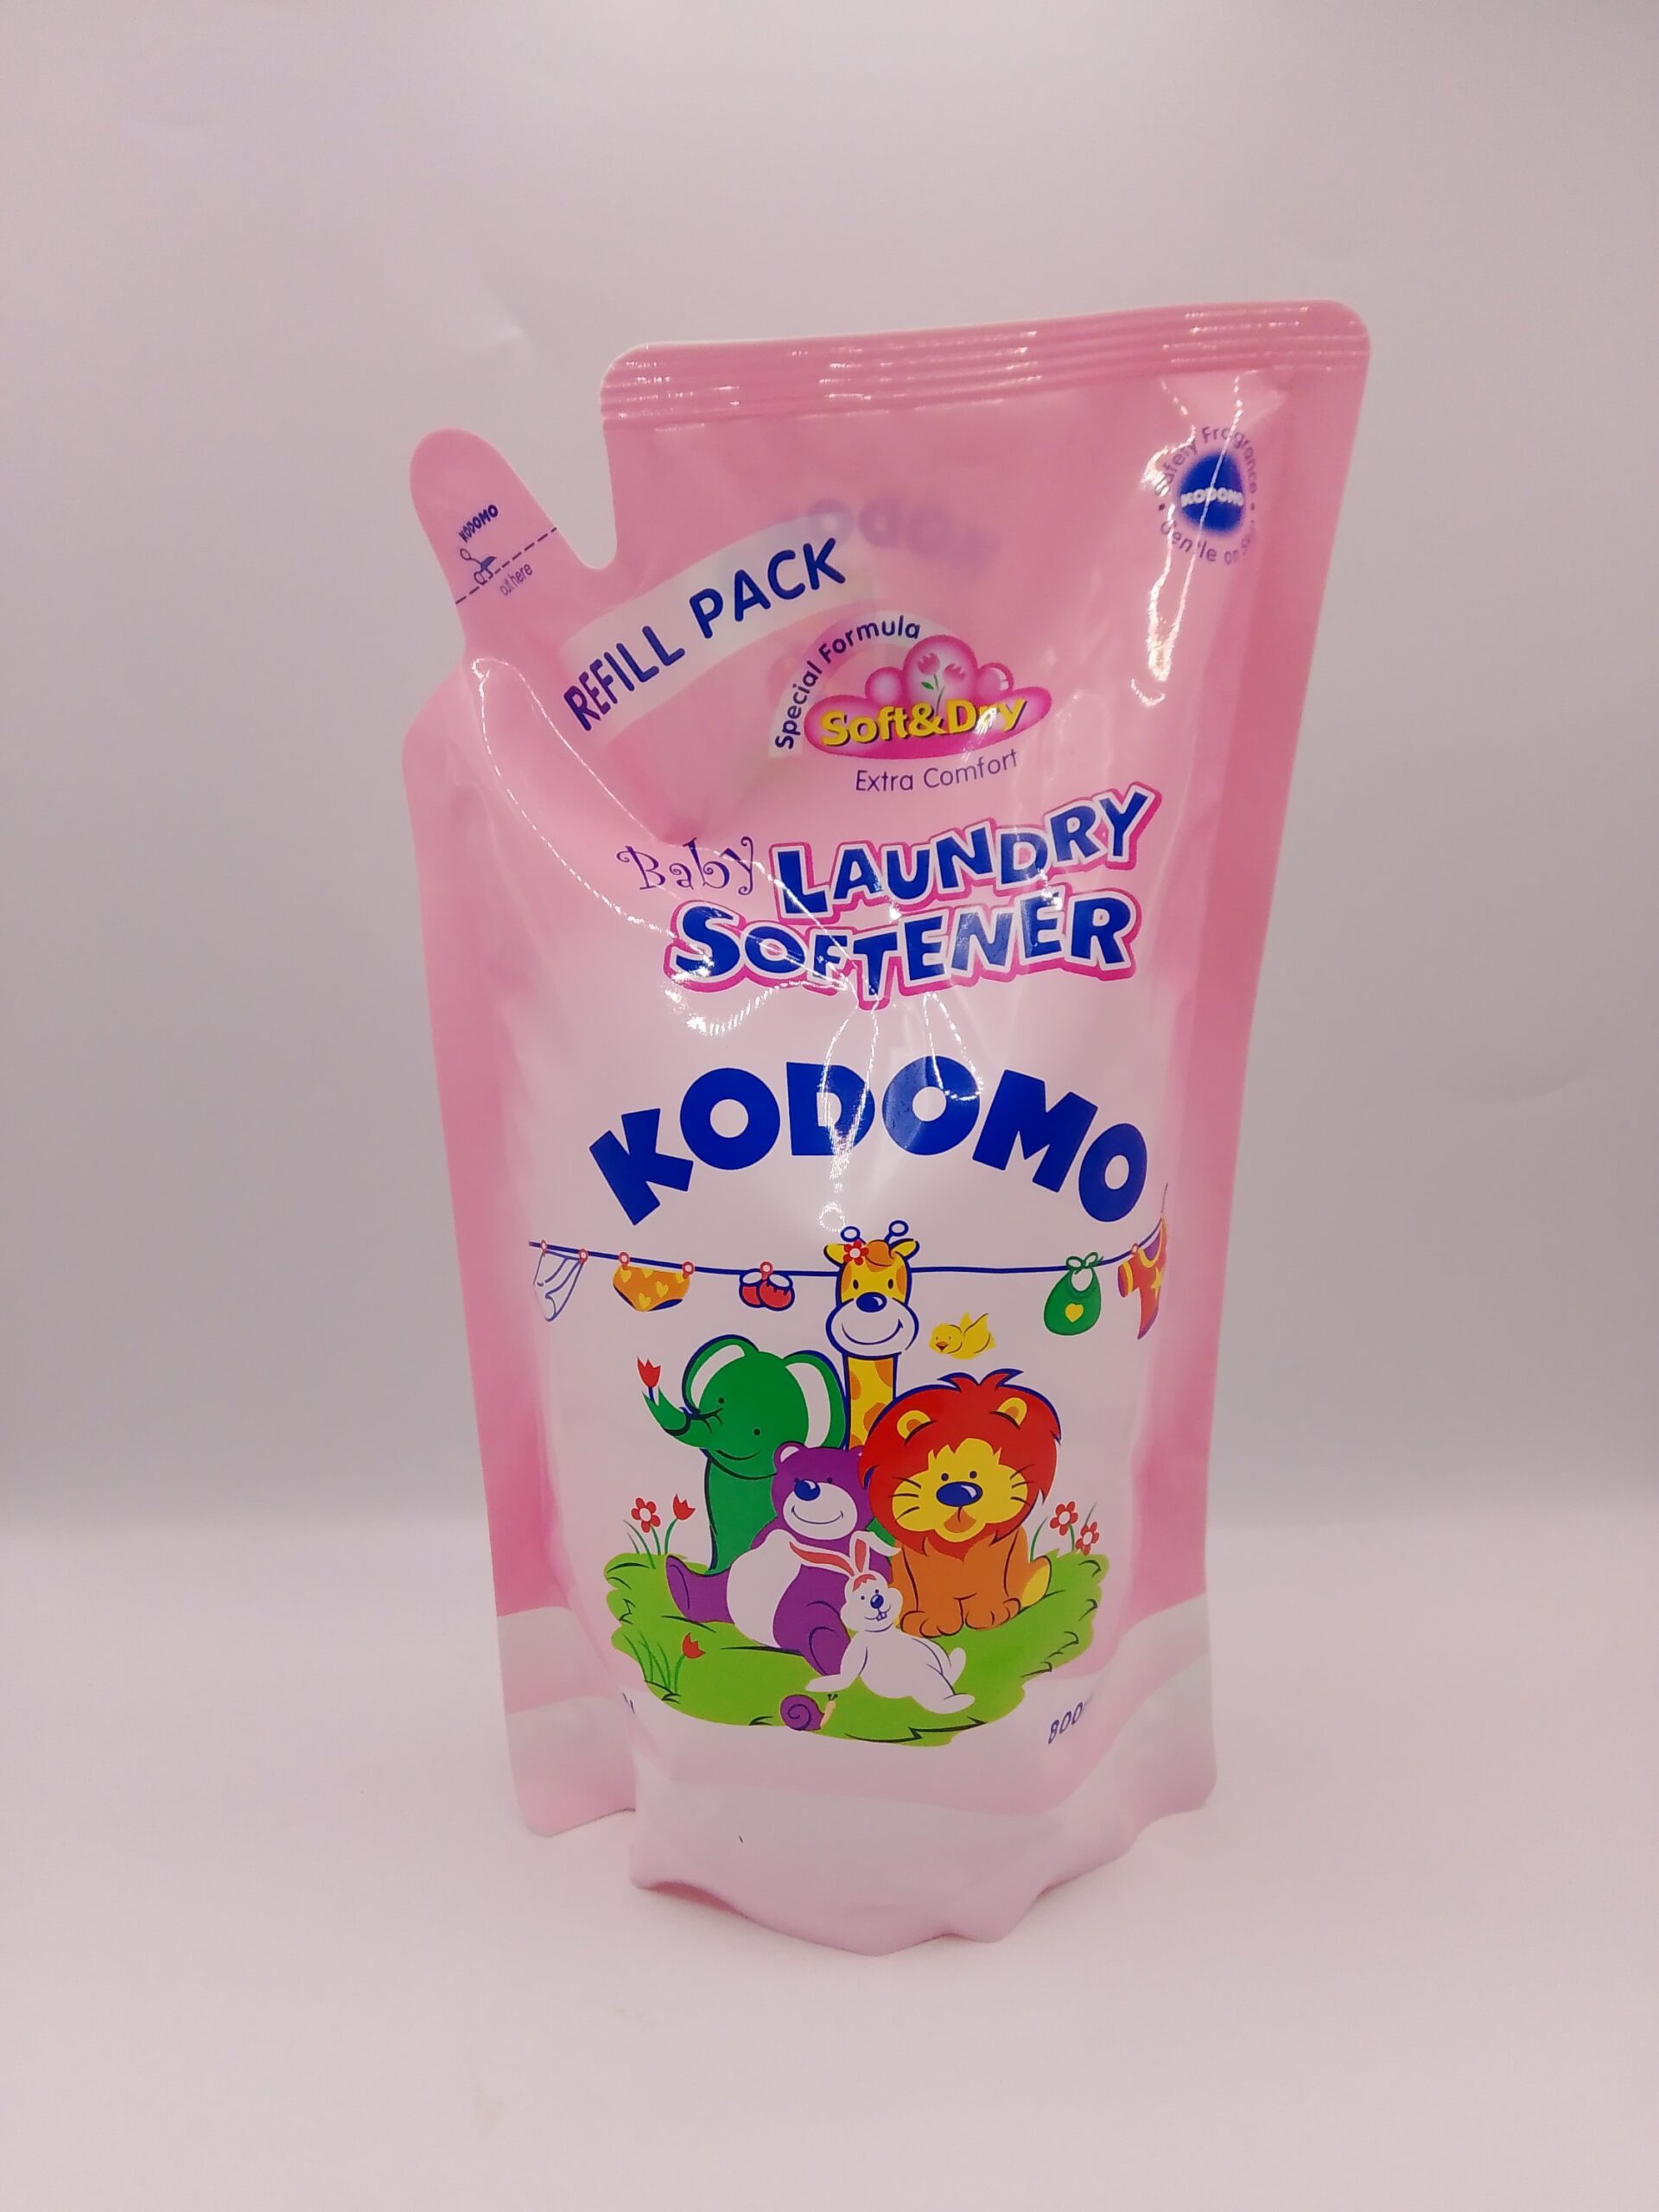 KODOMO
cut here
REFILL PACK
Safety Fragrance
KODOMO
Gentle on
Special Formula
Soft&Dry
Extra Comfort
Baby LAUNDRY
SOFTENER
KODOMO
800